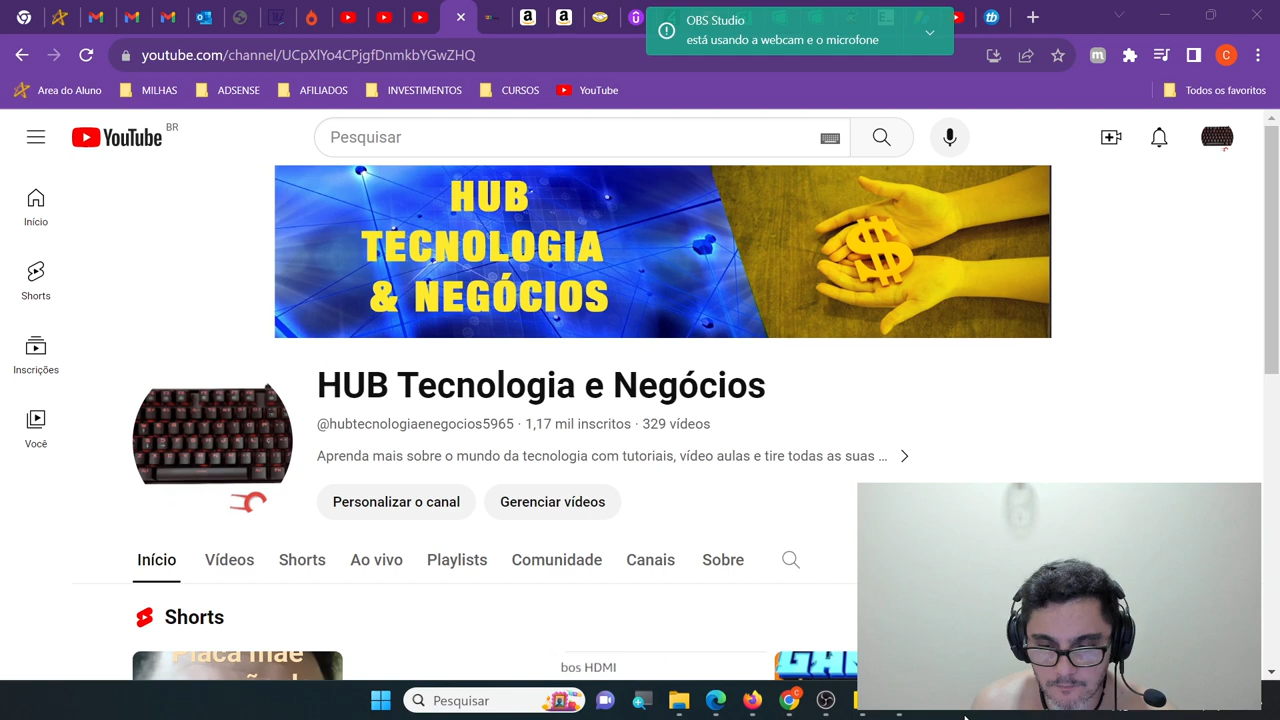 OBS Studio
está usando a webcam e o microfone
youtube.com/channel/UCpXlYo4CPjgfDnmkbYGwZHQ
C
Area do Aluno
MILHAS
ADSENSE
AFILIADOS
INVESTIMENTOS
CURSOS
YouTube
Todos os favoritos
YouTube BR
Pesquisar
HUB
TECNOLOGIA
& NEGÓCIOS
Início
Shorts
Inscrições
Você
HUB Tecnologia e Negócios
@hubtecnologiaenegocios5965 · 1,17 mil inscritos · 329 vídeos
Aprenda mais sobre o mundo da tecnologia com tutoriais, vídeo aulas e tire todas as suas ...
Personalizar o canal
Gerenciar vídeos
Início
Vídeos
Shorts
Ao vivo
Playlists
Comunidade
Canais
Sobre
Shorts
Placa mãe
bos HDMI
Pesquisar